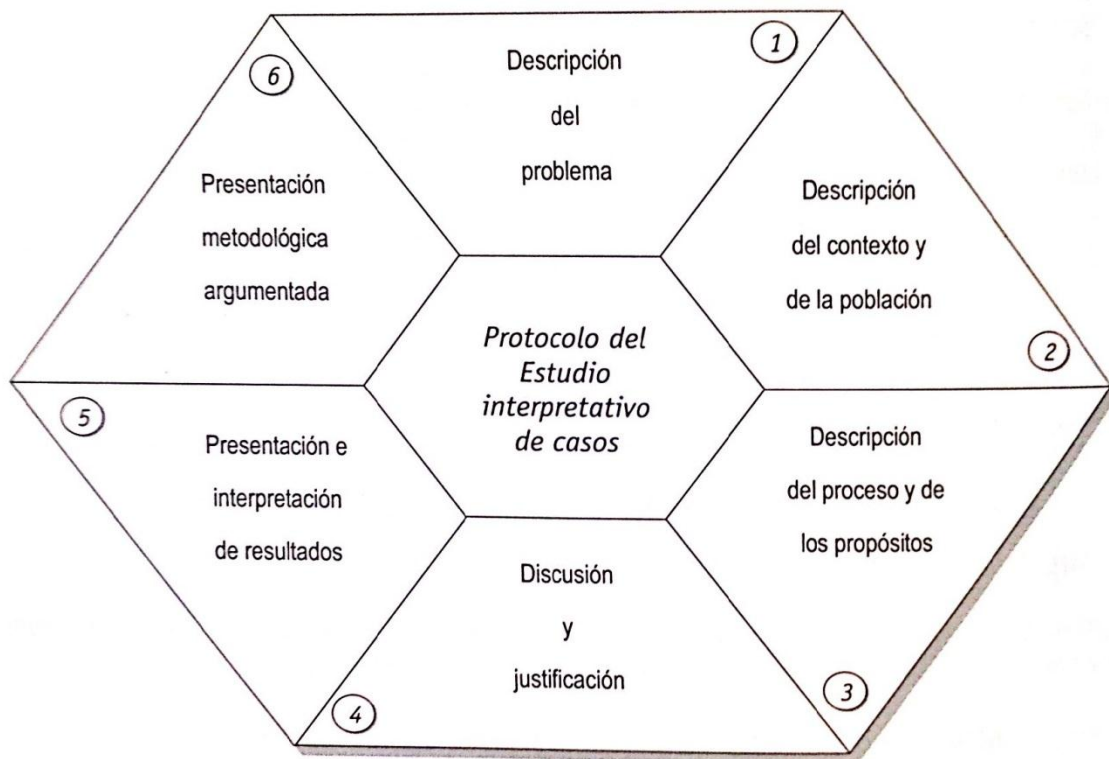 1
Descripción
del
problema
2
Descripción
del contexto y
de la población
3
Descripción
del proceso y de
los propósitos
4
Discusión
y
justificación
5
Presentación e
interpretación
de resultados
6
Presentación
metodológica
argumentada
Protocolo del
Estudio
interpretativo
de casos